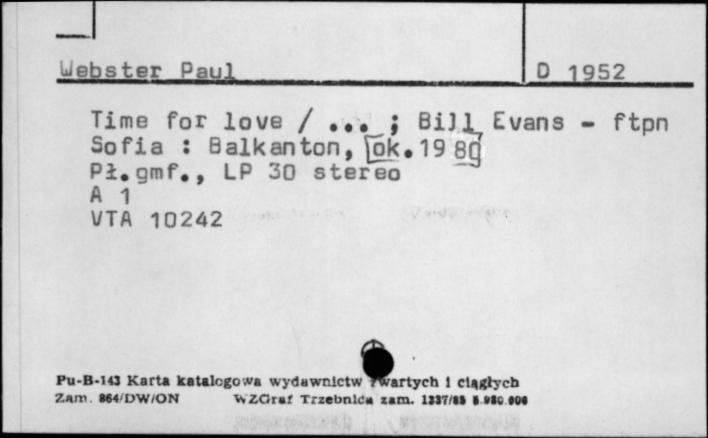 Webster Paul
D 1952
Time for love / ... ; Bill Evans - ftpn
Sofia : Balkanton, [ok.1980]
Pł.gmf., LP 30 stereo
A 1
VTA 10242
Pu-B-143 Karta katalogowa wydawnictw zwartych i ciągłych
Zam. 864/DW/ON WZGraf Trzebnica zam. 1337/85 5.980.000